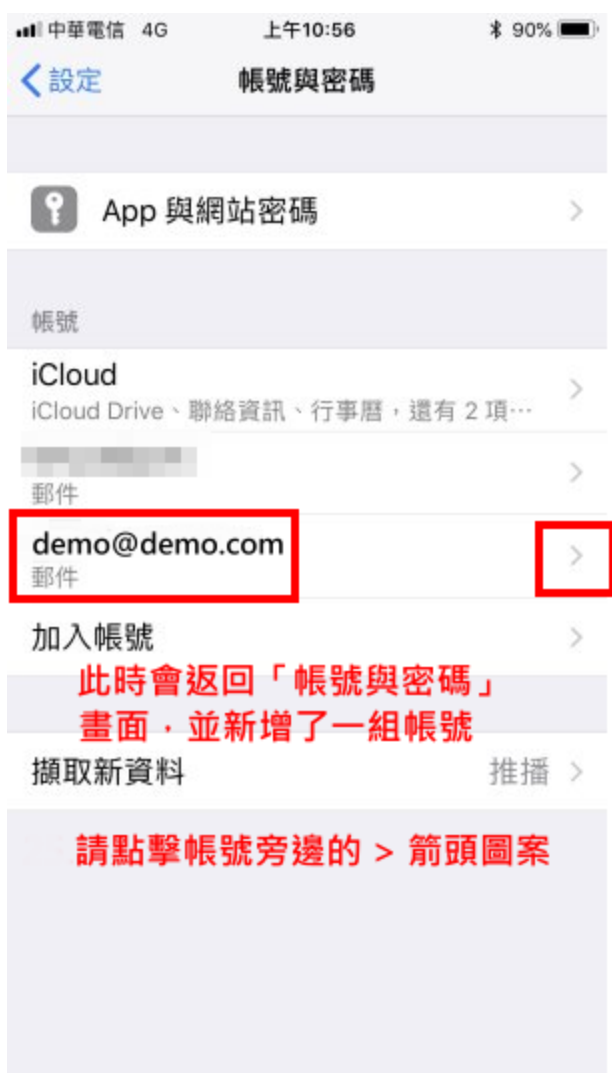 中華電信 4G 上午10:56 90%
設定 帳號與密碼
App 與網站密碼
帳號
iCloud
iCloud Drive、聯絡資訊、行事曆，還有 2 項…
郵件
demo@demo.com
郵件
加入帳號
此時會返回「帳號與密碼」
畫面，並新增了一組帳號
擷取新資料 推播
請點擊帳號旁邊的 > 箭頭圖案